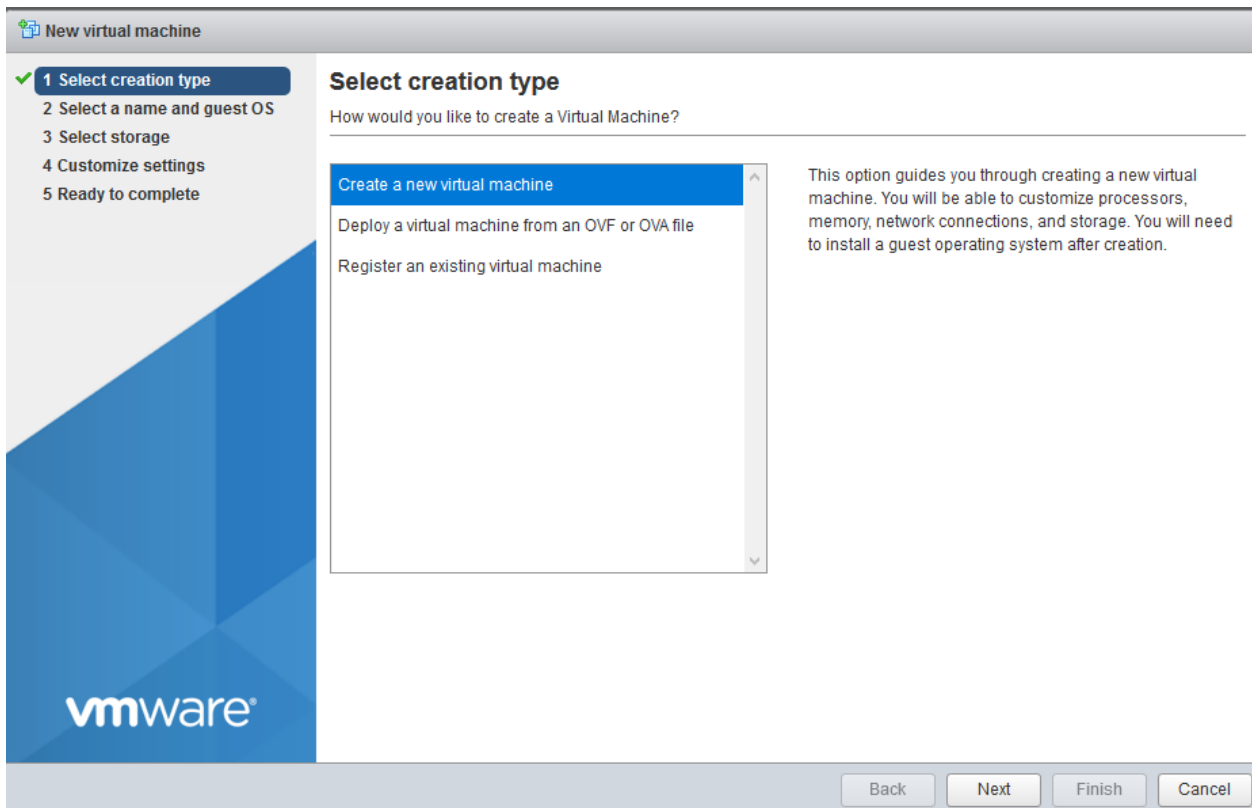 New virtual machine
1 Select creation type
2 Select a name and guest OS
3 Select storage
4 Customize settings
5 Ready to complete
Select creation type
How would you like to create a Virtual Machine?
Create a new virtual machine
Deploy a virtual machine from an OVF or OVA file
Register an existing virtual machine
This option guides you through creating a new virtual
machine. You will be able to customize processors,
memory, network connections, and storage. You will need
to install a guest operating system after creation.
vmware®
Back
Next
Finish
Cancel